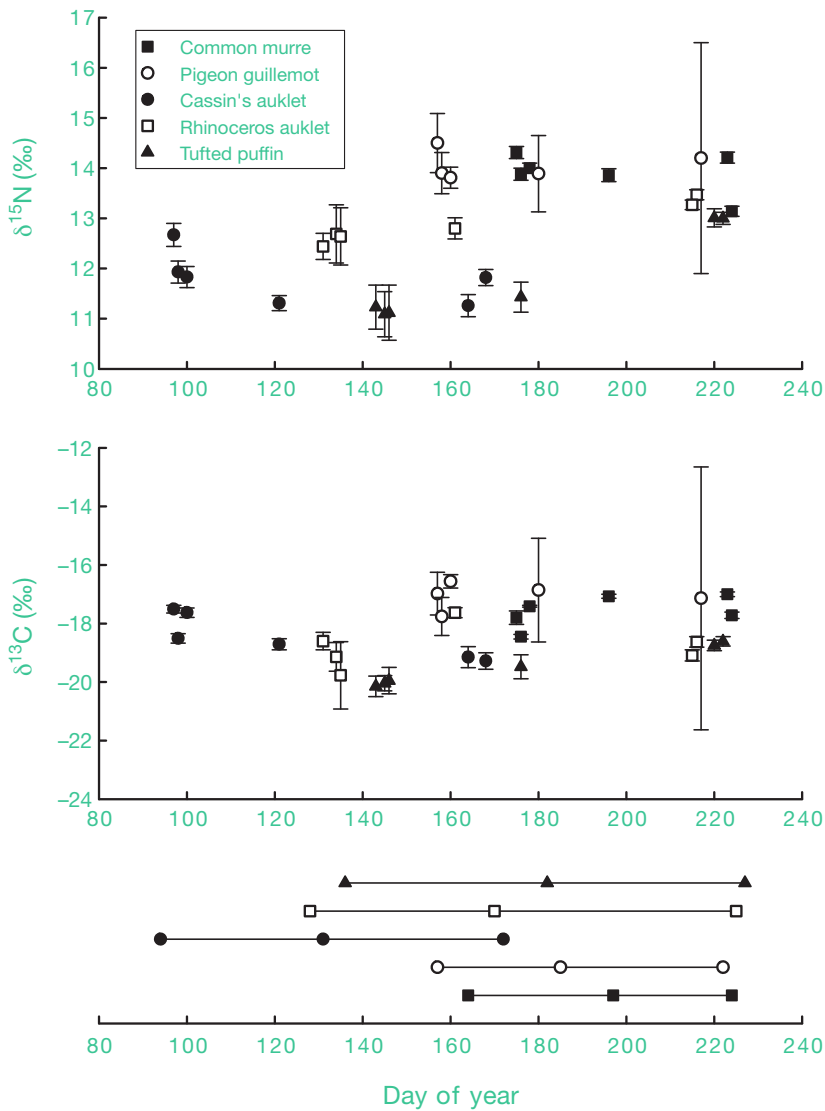 17
16
15
14
13
12
11
10
δ¹⁵N (‰)
Common murre
Pigeon guillemot
Cassin's auklet
Rhinoceros auklet
Tufted puffin
80 100 120 140 160 180 200 220 240
−12
−14
−16
−18
−20
−22
−24
δ¹³C (‰)
80 100 120 140 160 180 200 220 240
80 100 120 140 160 180 200 220 240
Day of year